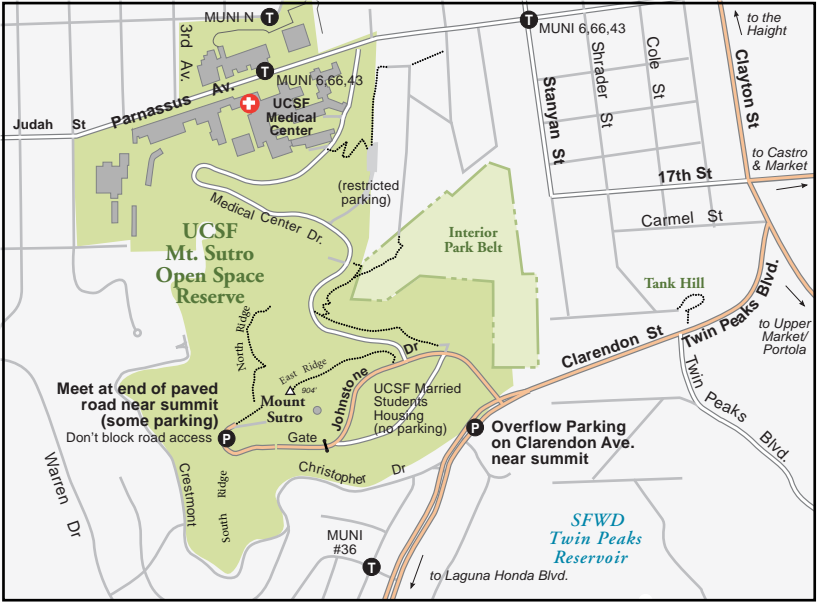 MUNI N
T
T
MUNI 6,66,43
to the
Haight
3rd Av.
T
MUNI 6,66,43
Shrader St
Cole St
Clayton St
Stanyan St
Parnassus Av.
UCSF
Medical
Center
Judah St
to Castro
& Market
17th St
(restricted
parking)
Carmel St
Medical Center Dr.
UCSF
Mt. Sutro
Open Space
Reserve
Interior
Park Belt
Tank Hill
Twin Peaks Blvd.
to Upper
Market/
Portola
North Ridge
Clarendon St
Johnstone Dr
East Ridge
904'
Mount
Sutro
UCSF Married
Students
Housing
(no parking)
Twin Peaks Blvd.
Meet at end of paved
road near summit
(some parking)
Don't block road access
P
Gate
P
Overflow Parking
on Clarendon Ave.
near summit
Christopher Dr
Warren Dr
Crestmont
South Ridge
SFWD
Twin Peaks
Reservoir
MUNI
#36
T
to Laguna Honda Blvd.